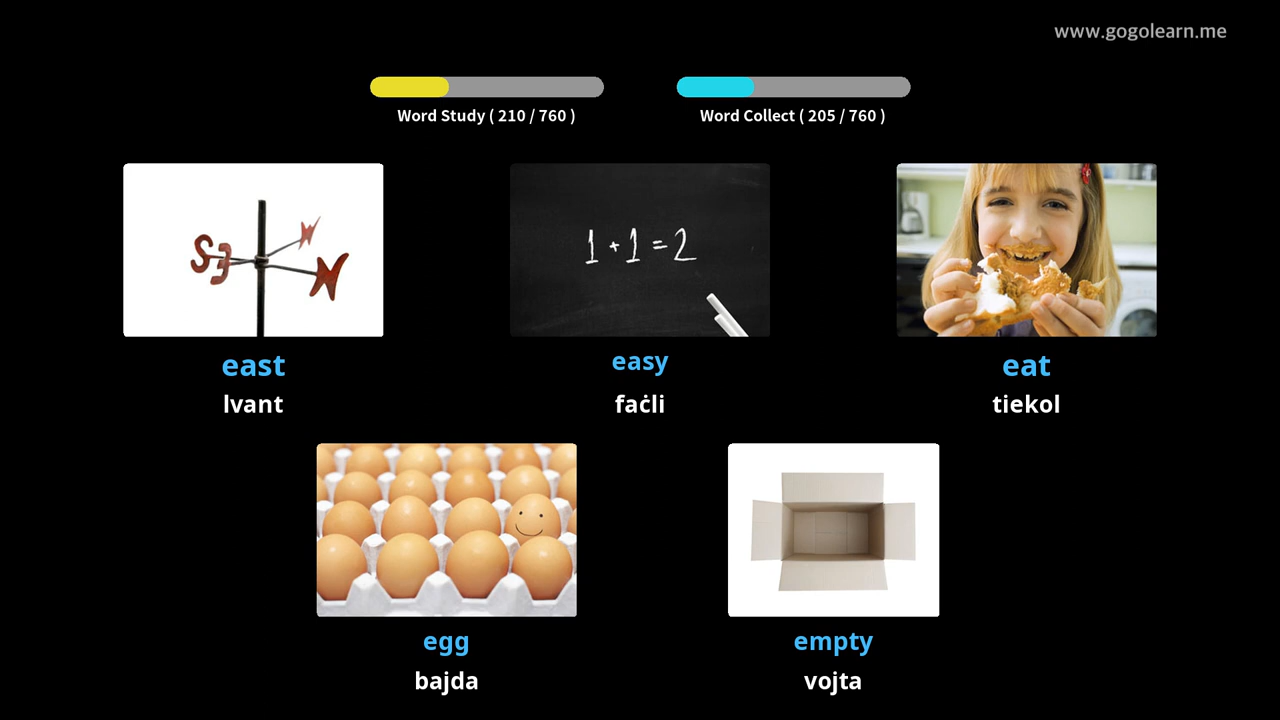 www.gogolearn.me
Word Study ( 210 / 760 )
Word Collect ( 205 / 760 )
S E N W
1 + 1 = 2
east
easy
eat
lvant
faċli
tiekol
egg
empty
bajda
vojta